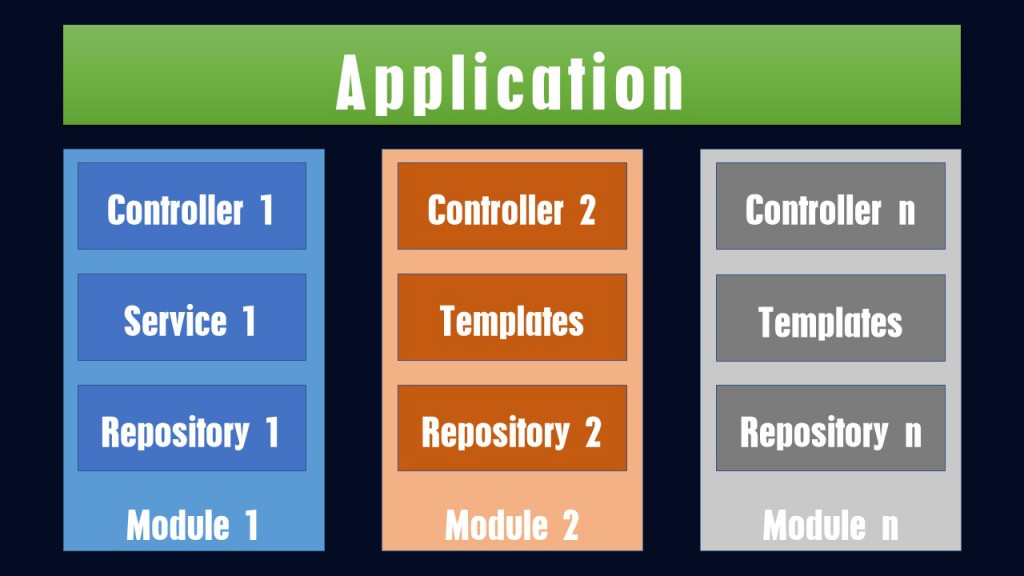 Application
Controller 1
Service 1
Repository 1
Module 1
Controller 2
Templates
Repository 2
Module 2
Controller n
Templates
Repository n
Module n